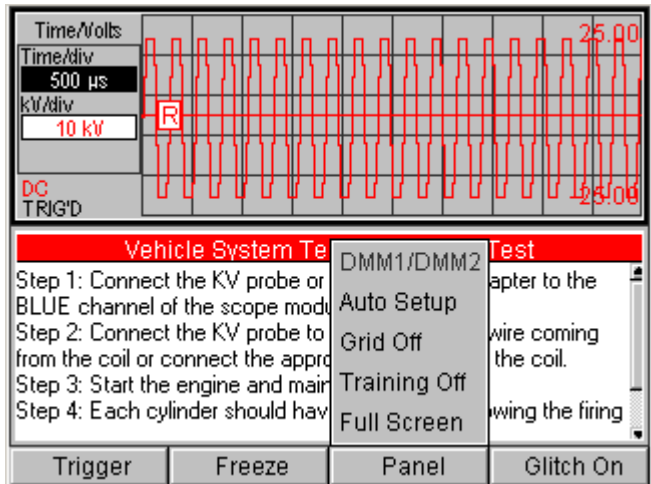 Time/Volts
25.00
Time/div
500 µs
kV/div
10 kV
R
DC
TRIG'D
25.00
Vehicle System Te Test
Step 1: Connect the KV probe or apter to the
BLUE channel of the scope modu
Step 2: Connect the KV probe to wire coming
from the coil or connect the appro the coil.
Step 3: Start the engine and main
Step 4: Each cylinder should hav wing the firing
DMM1/DMM2
Auto Setup
Grid Off
Training Off
Full Screen
Trigger Freeze Panel Glitch On